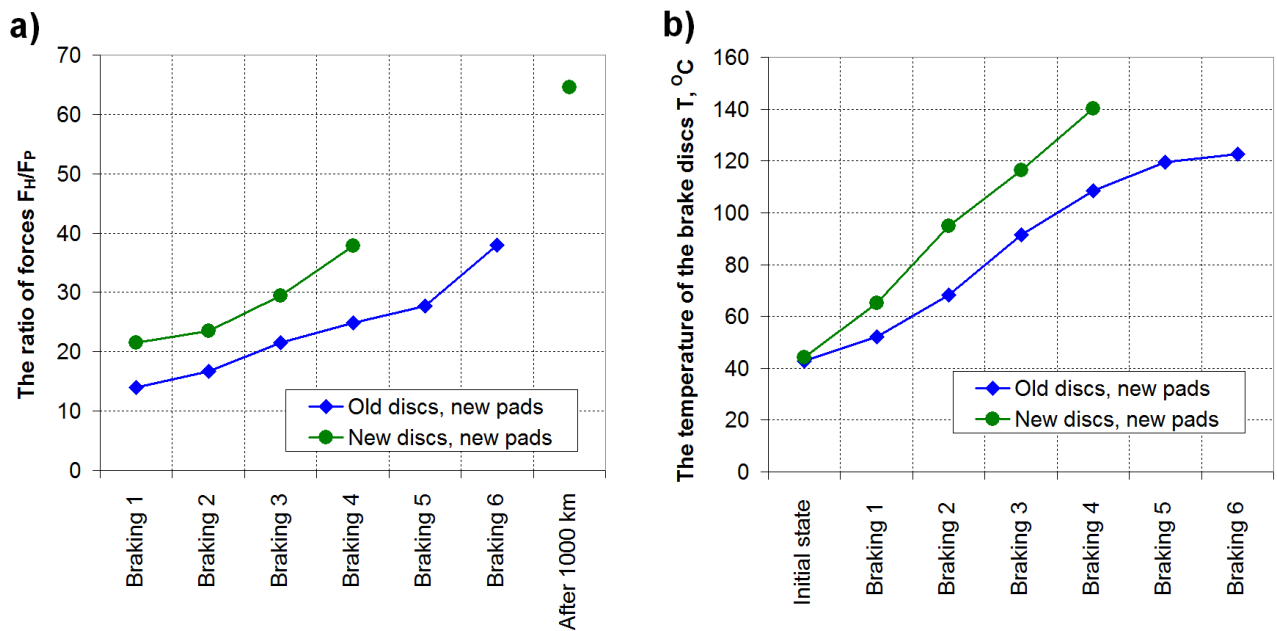 a)
The ratio of forces FH/FP
70
60
50
40
30
20
10
0
Old discs, new pads
New discs, new pads
Braking 1
Braking 2
Braking 3
Braking 4
Braking 5
Braking 6
After 1000 km
b)
The temperature of the brake discs T, OC
160
140
120
100
80
60
40
20
0
Old discs, new pads
New discs, new pads
Initial state
Braking 1
Braking 2
Braking 3
Braking 4
Braking 5
Braking 6